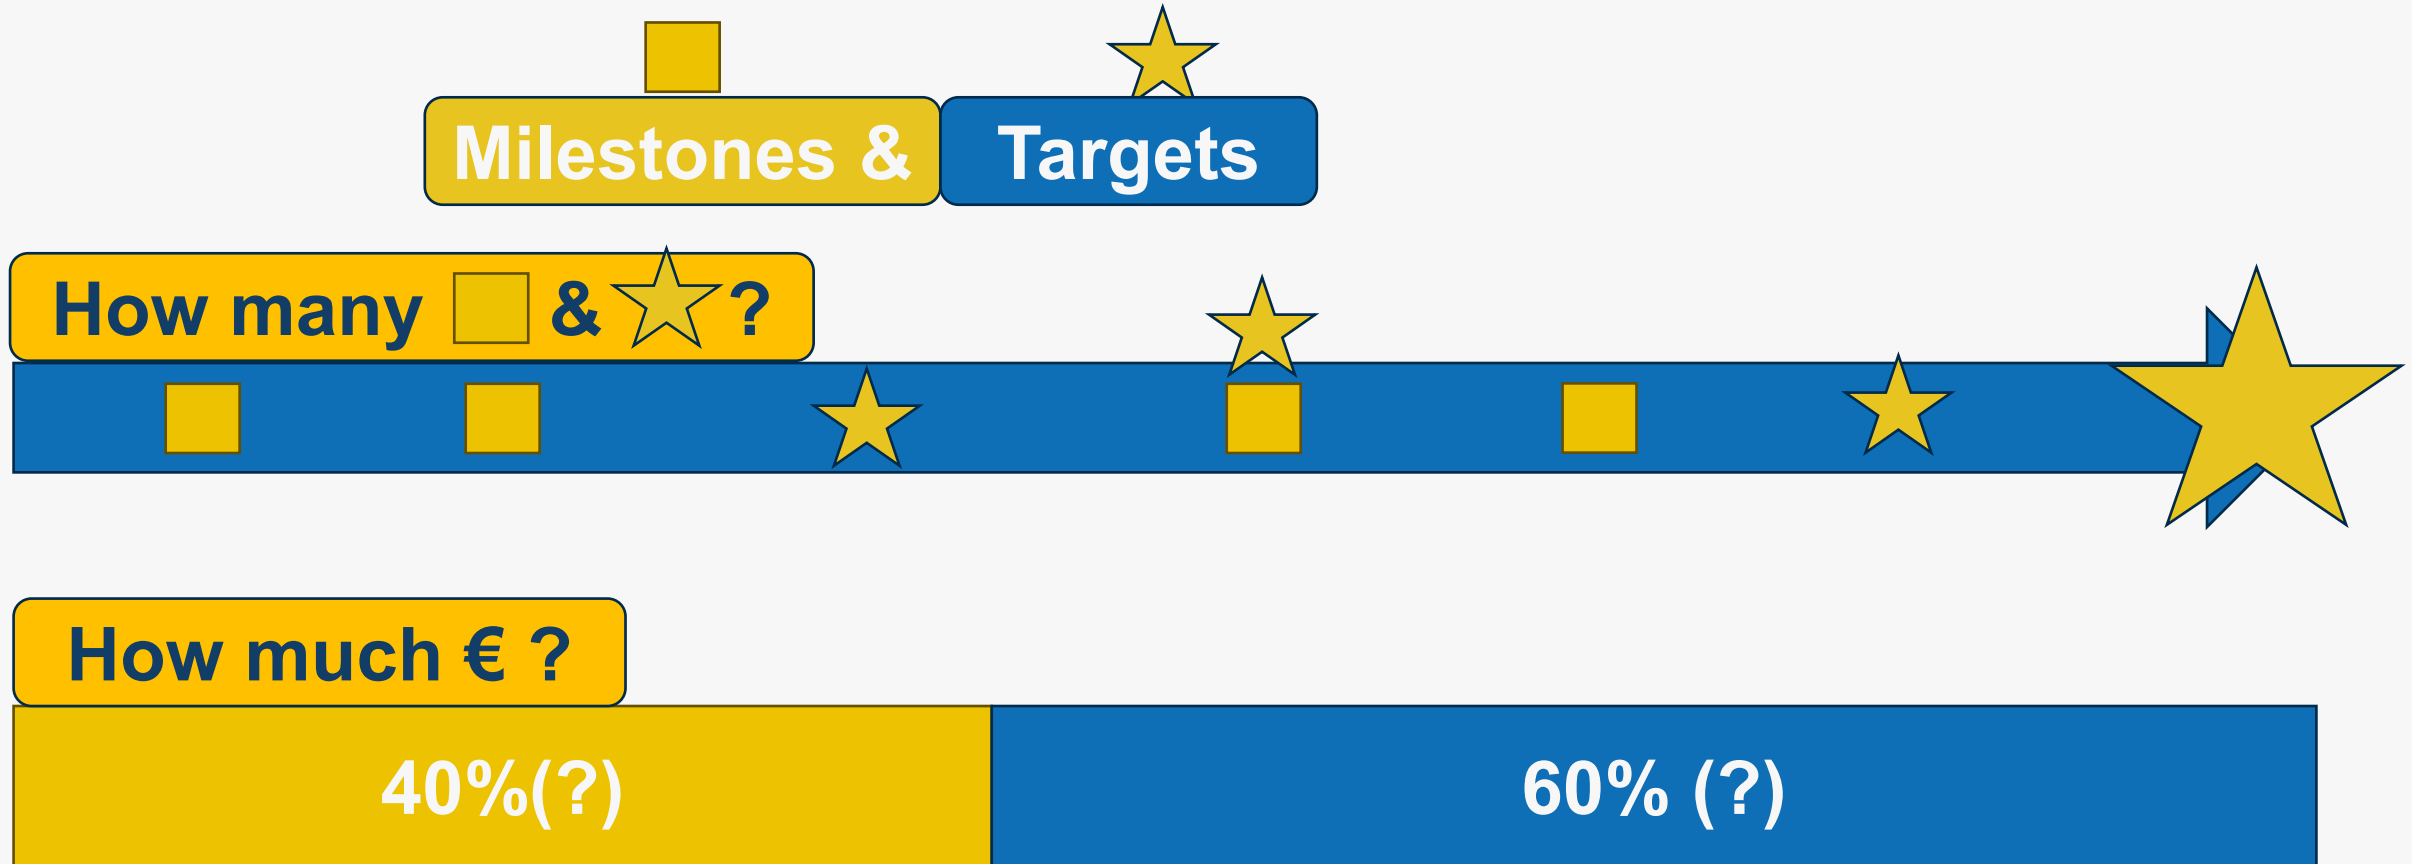 Milestones & Targets
How many & ?
How much € ?
40%(?) 60% (?)